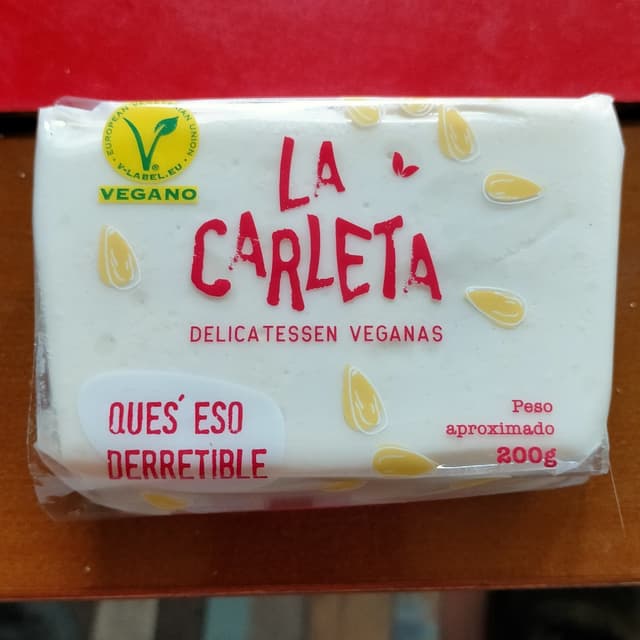 EUROPEAN VEGETARIAN UNION
V-LABEL.EU
VEGANO
LA
CARLETA
DELICATESSEN VEGANAS
QUES´ ESO
DERRETIBLE
Peso
aproximado
200g